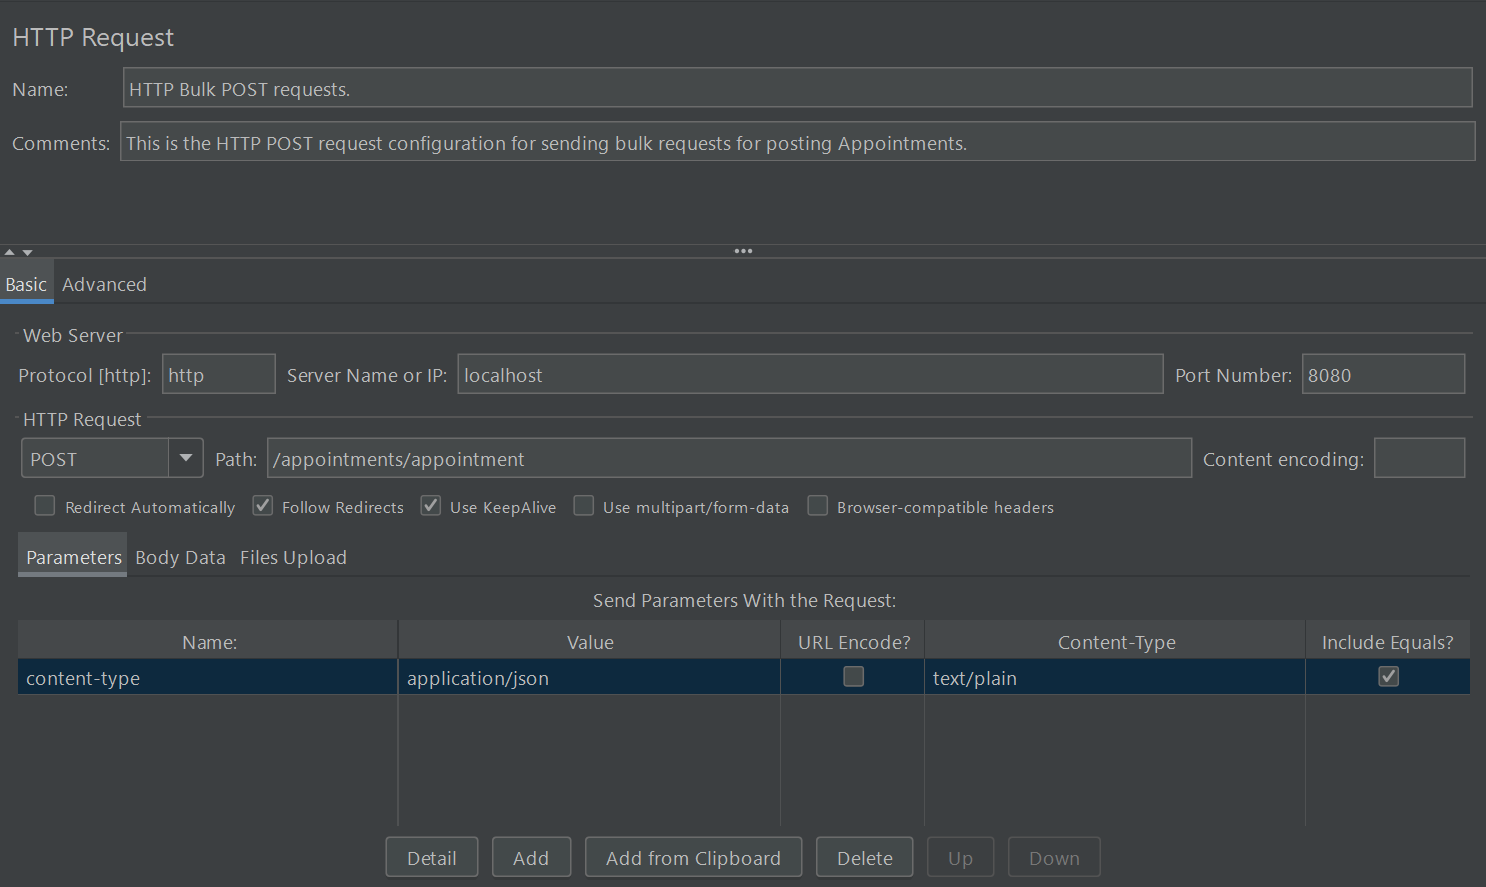 HTTP Request
Name: HTTP Bulk POST requests.
Comments: This is the HTTP POST request configuration for sending bulk requests for posting Appointments.
Basic Advanced
Web Server
Protocol [http]: http Server Name or IP: localhost Port Number: 8080
HTTP Request
POST Path: /appointments/appointment Content encoding:
Redirect Automatically Follow Redirects Use KeepAlive Use multipart/form-data Browser-compatible headers
Parameters Body Data Files Upload
Send Parameters With the Request:
Name: Value URL Encode? Content-Type Include Equals?
content-type application/json text/plain
Detail Add Add from Clipboard Delete Up Down